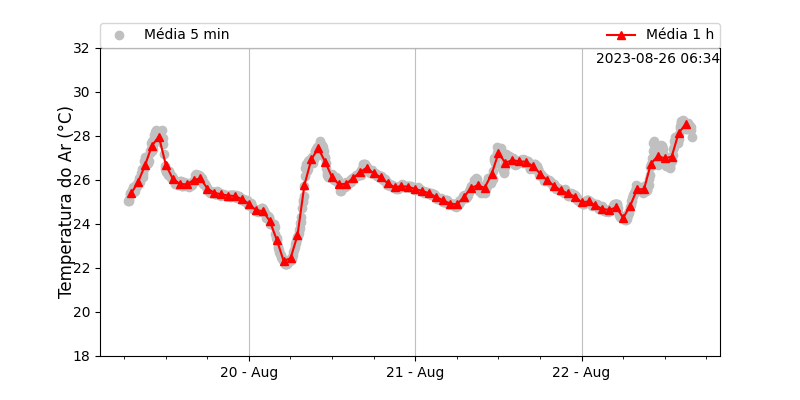 Média 5 min
Média 1 h
2023-08-26 06:34
Temperatura do Ar (°C)
32
30
28
26
24
22
20
18
20 - Aug
21 - Aug
22 - Aug